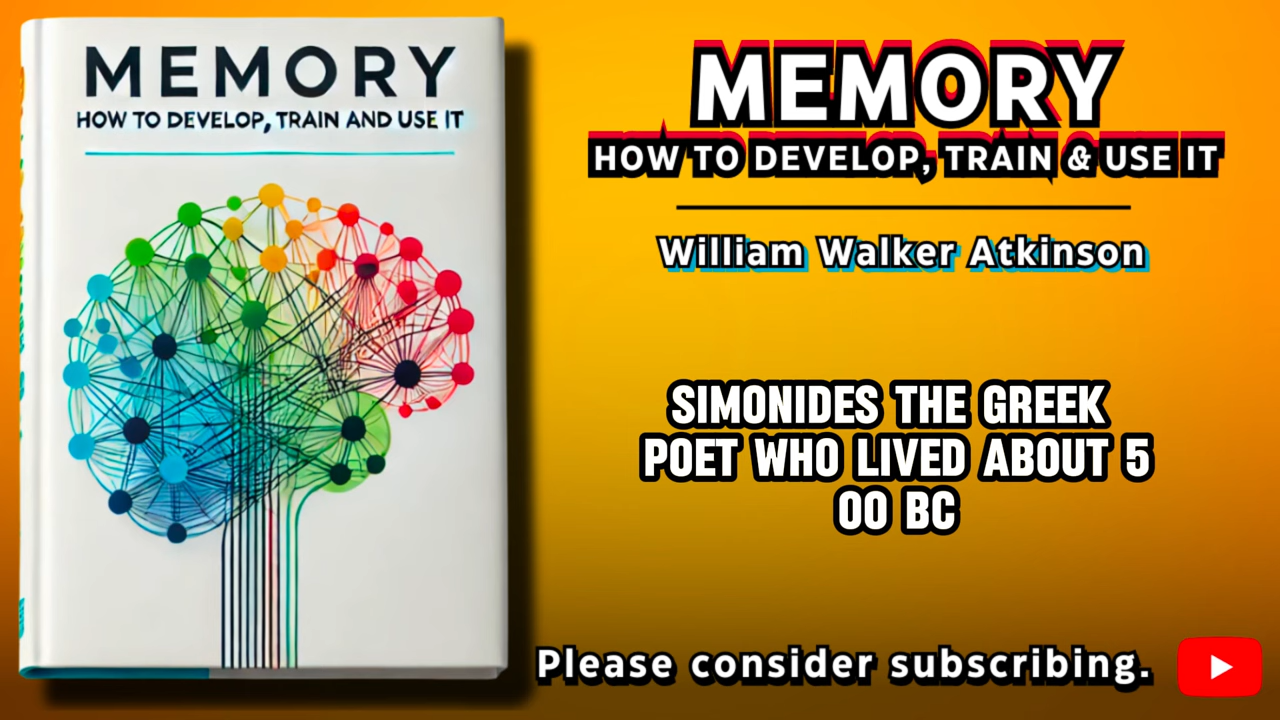 MEMORY
HOW TO DEVELOP, TRAIN AND USE IT
MEMORY
HOW TO DEVELOP, TRAIN & USE IT
William Walker Atkinson
SIMONIDES THE GREEK
POET WHO LIVED ABOUT 5
00 BC
Please consider subscribing.